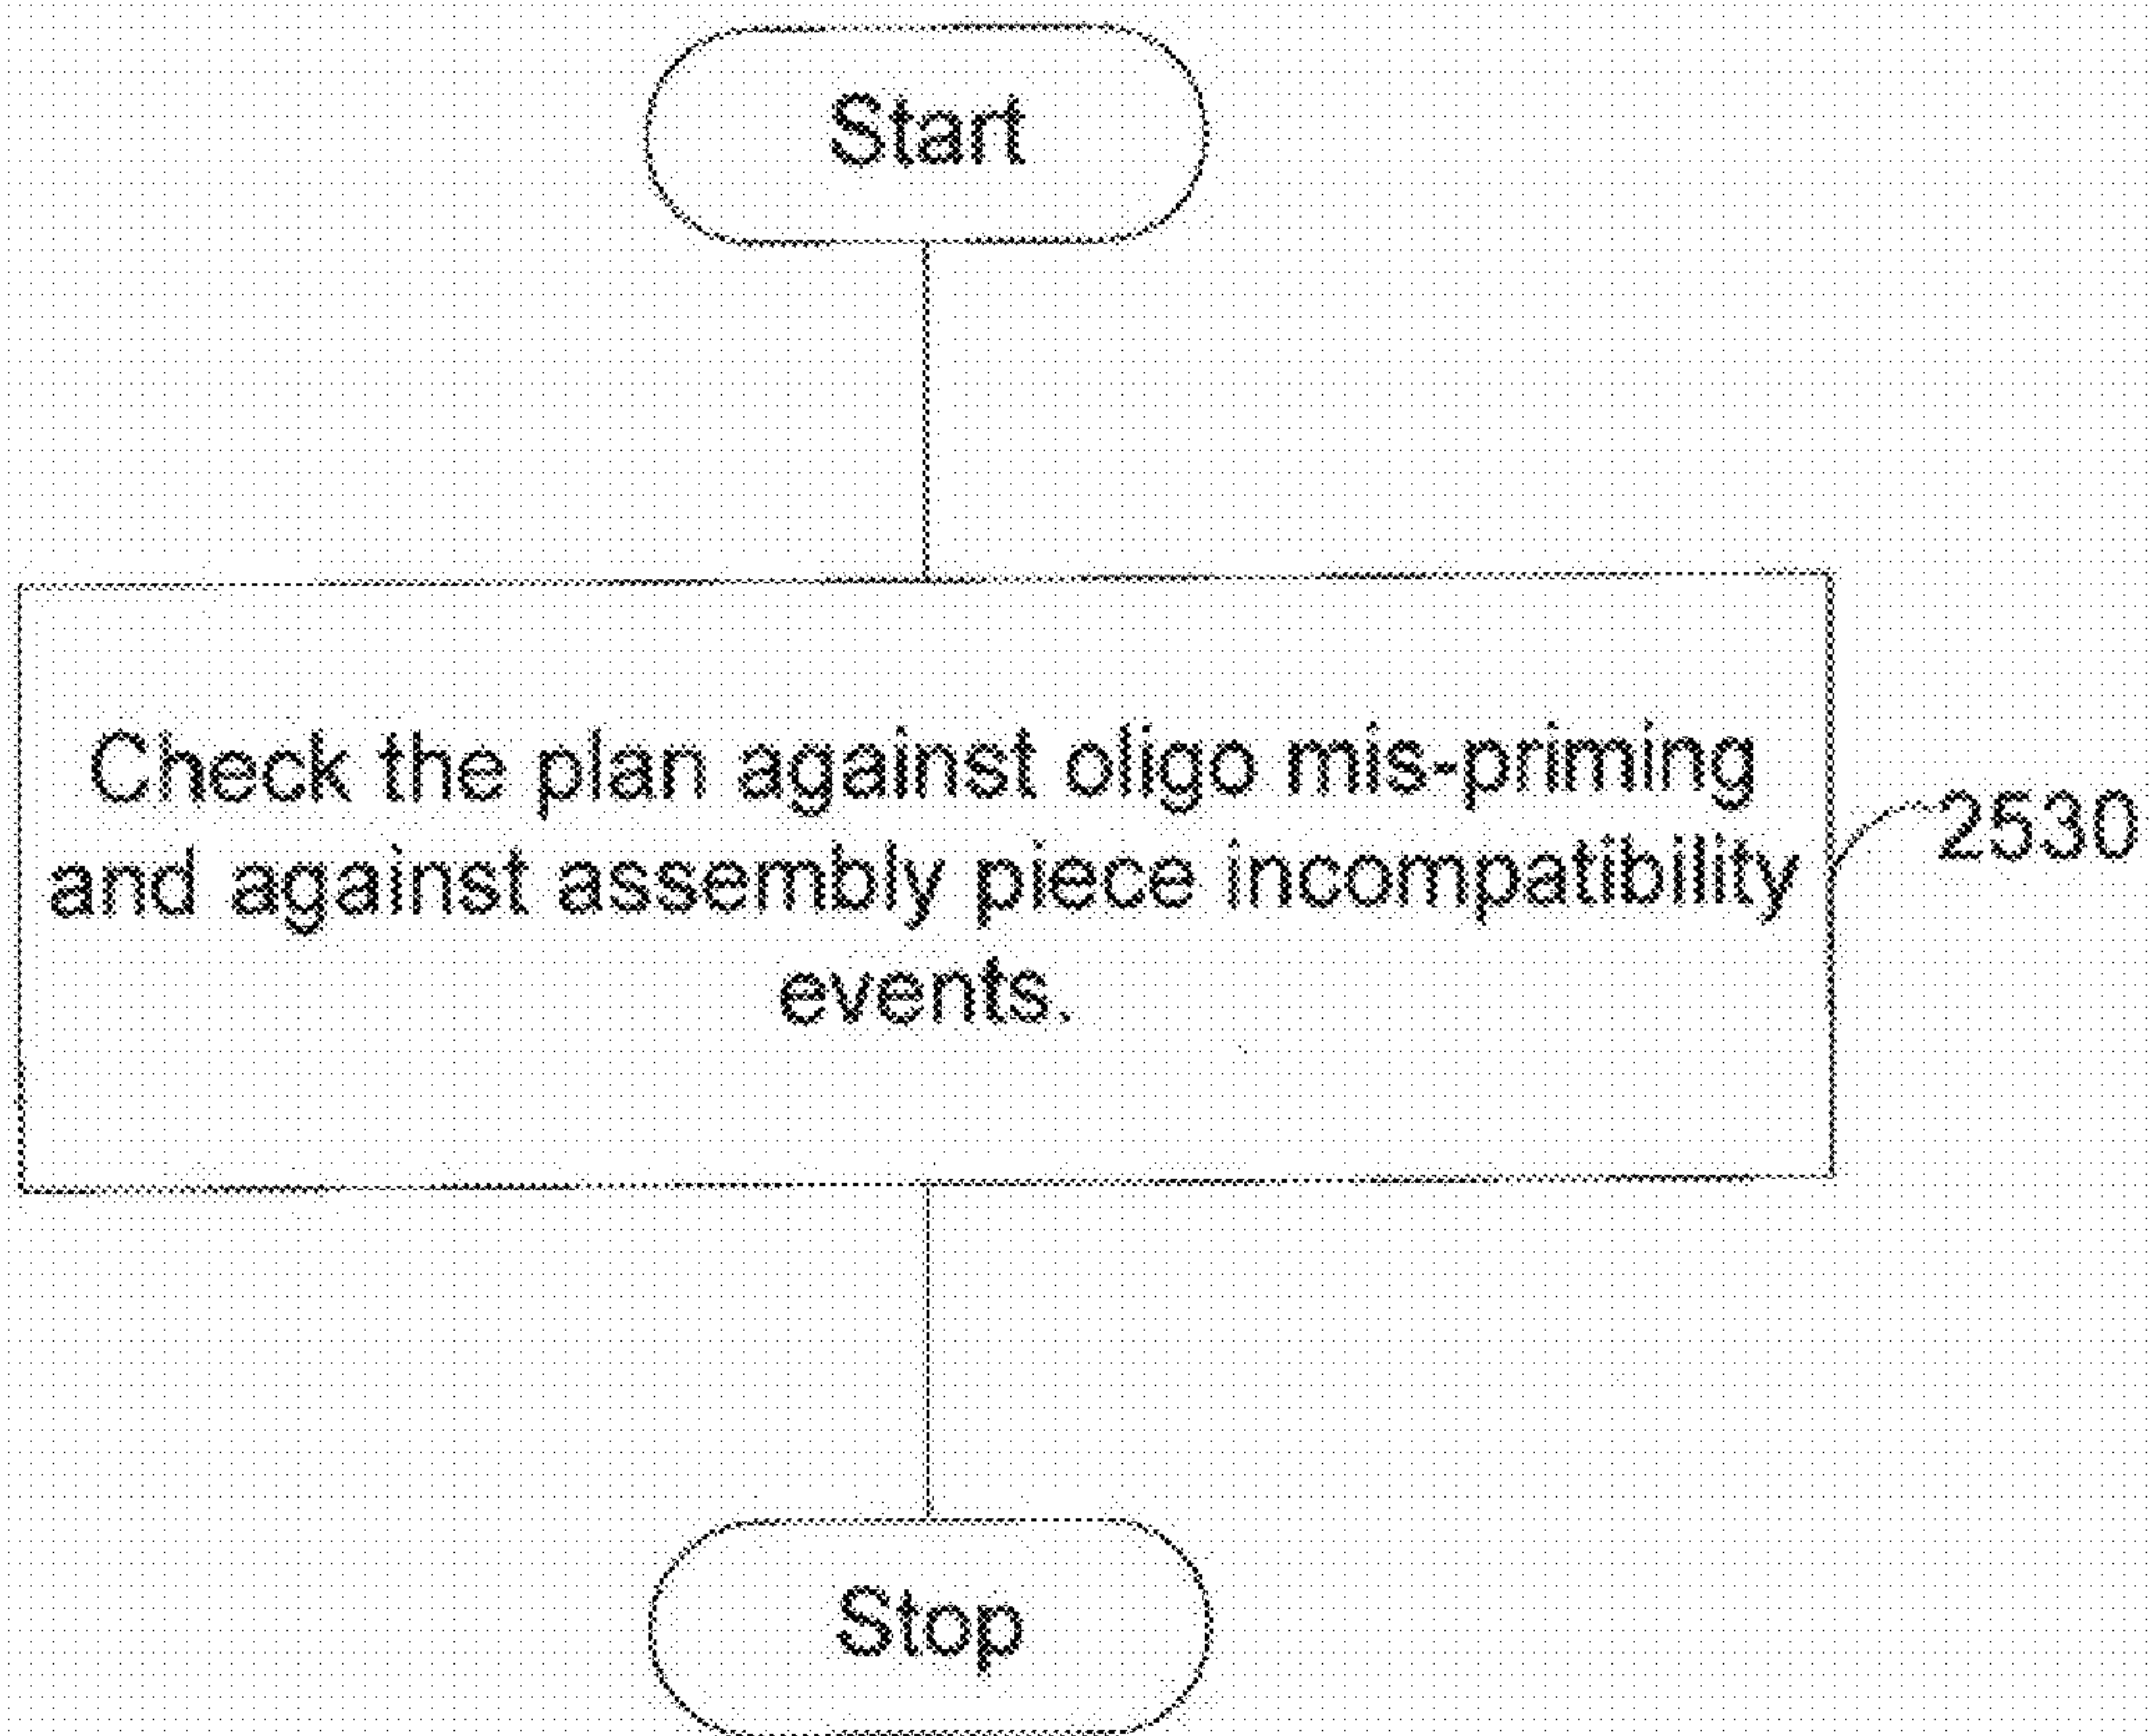 Start
Check the plan against oligo mis-priming
and against assembly piece incompatibility
events.
2530
Stop